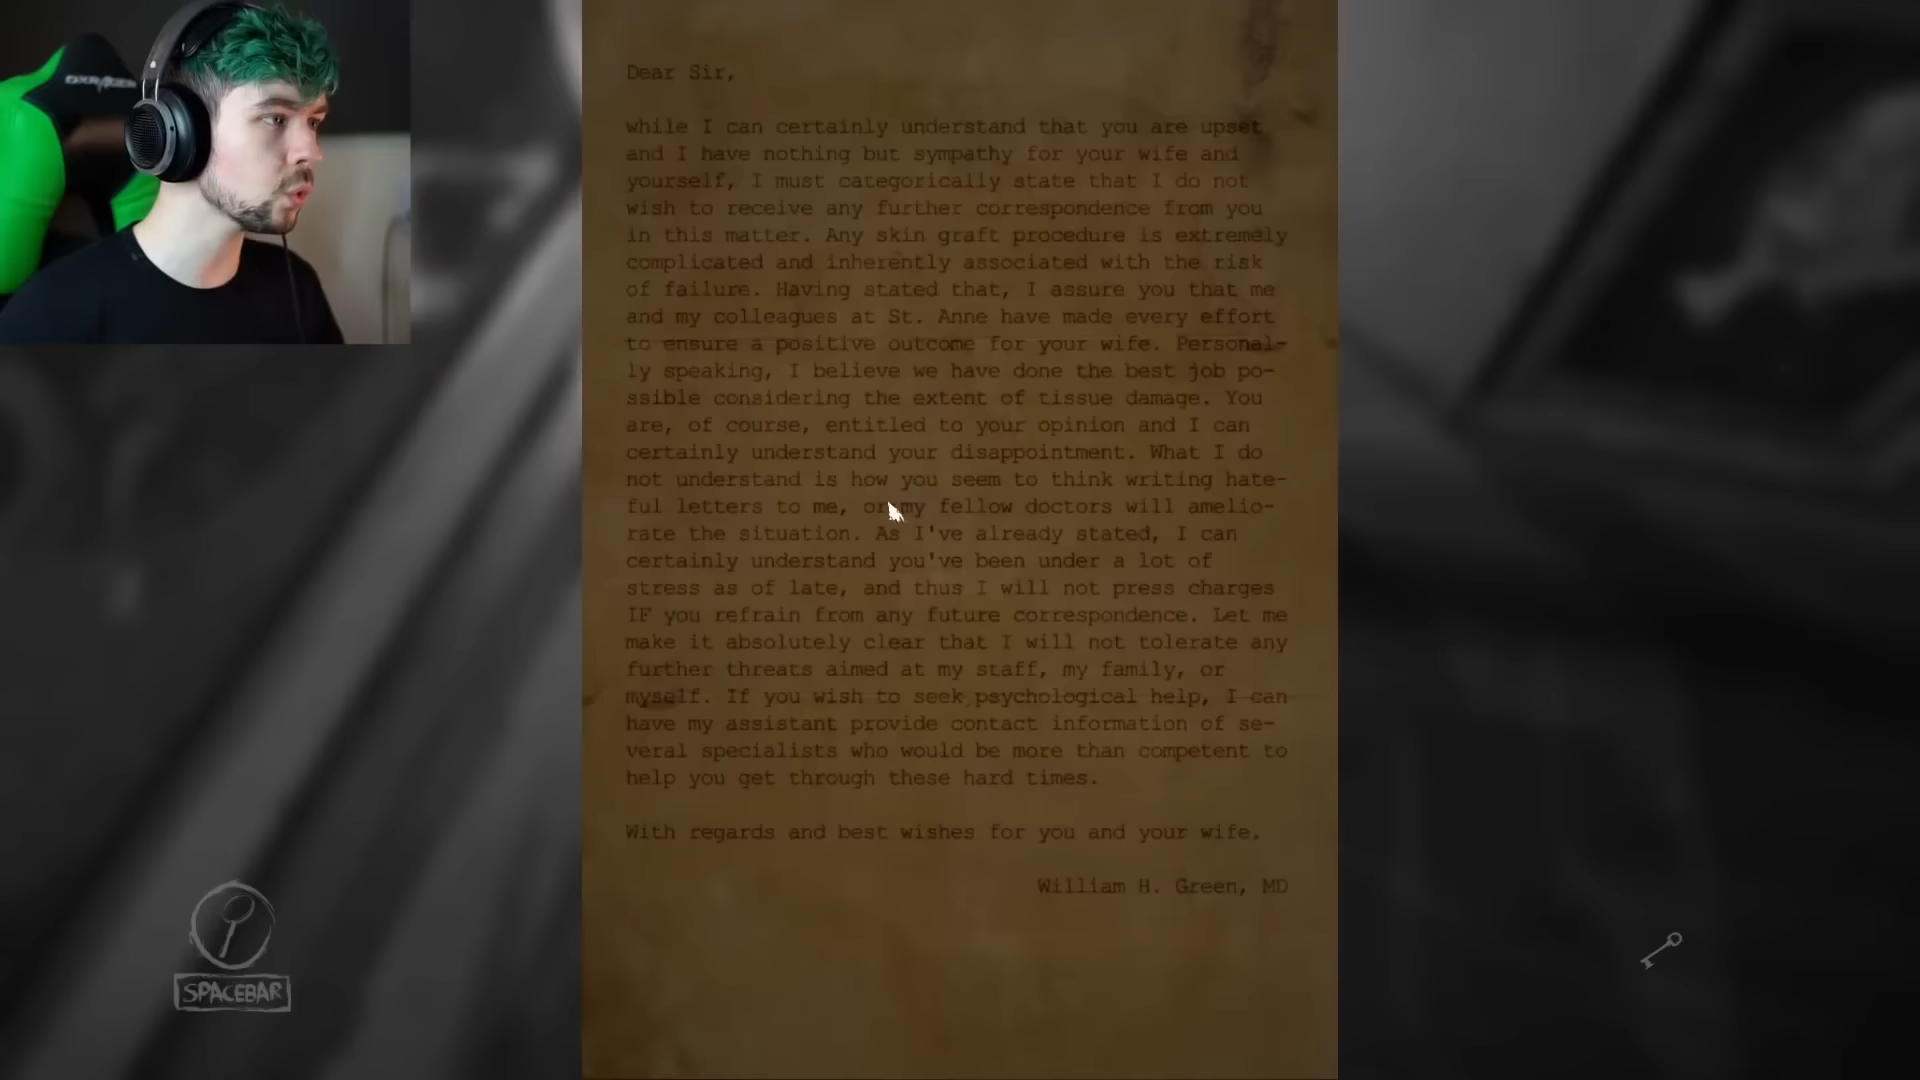 DXRACER
Dear Sir,
while I can certainly understand that you are upset
and I have nothing but sympathy for your wife and
yourself, I must categorically state that I do not
wish to receive any further correspondence from you
in this matter. Any skin graft procedure is extremely
complicated and inherently associated with the risk
of failure. Having stated that, I assure you that me
and my colleagues at St. Anne have made every effort
to ensure a positive outcome for your wife. Personal-
ly speaking, I believe we have done the best job po-
ssible considering the extent of tissue damage. You
are, of course, entitled to your opinion and I can
certainly understand your disappointment. What I do
not understand is how you seem to think writing hate-
ful letters to me, or my fellow doctors will amelio-
rate the situation. As I've already stated, I can
certainly understand you've been under a lot of
stress as of late, and thus I will not press charges
IF you refrain from any future correspondence. Let me
make it absolutely clear that I will not tolerate any
further threats aimed at my staff, my family, or
myself. If you wish to seek psychological help, I can
have my assistant provide contact information of se-
veral specialists who would be more than competent to
help you get through these hard times.
With regards and best wishes for you and your wife.
William H. Green, MD
SPACEBAR